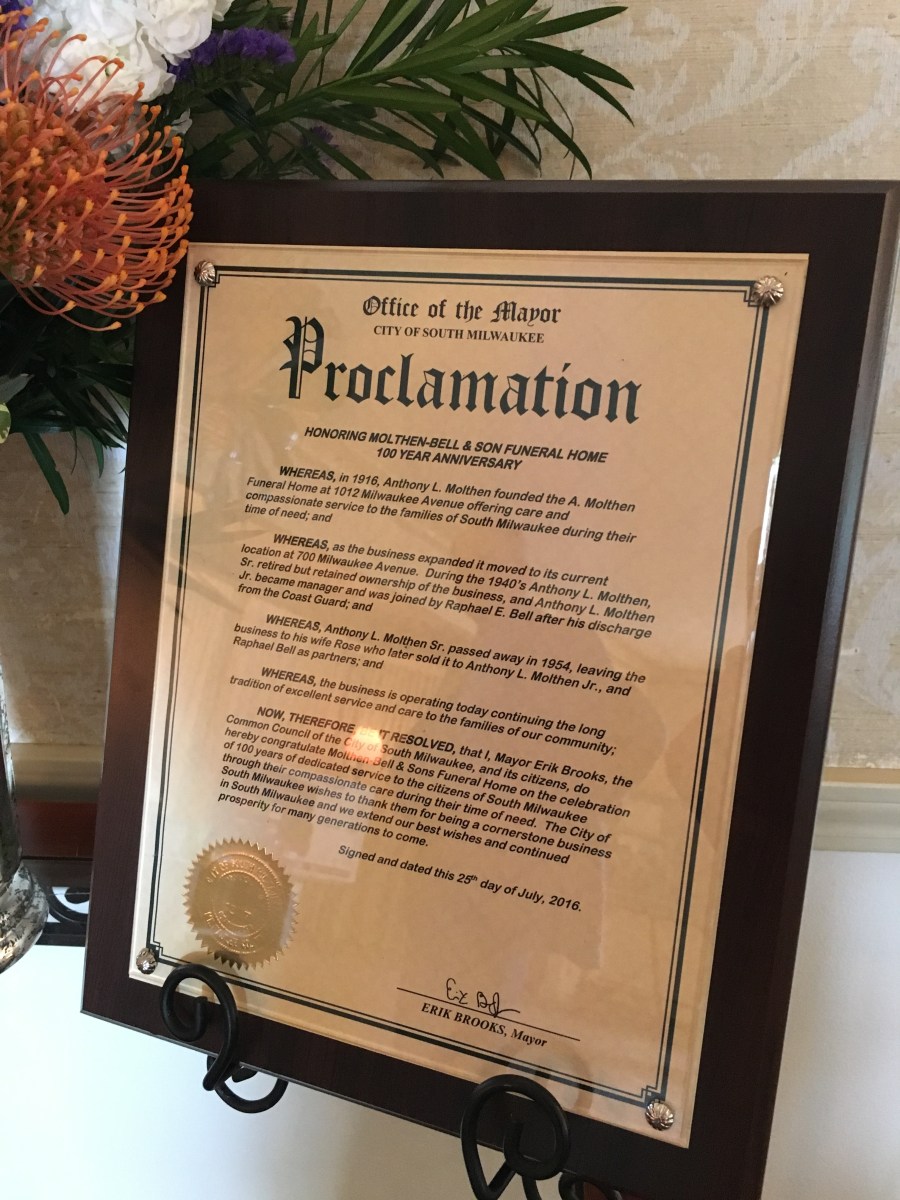 Office of the Mayor
CITY OF SOUTH MILWAUKEE
Proclamation
HONORING MOLTHEN-BELL & SON FUNERAL HOME
100 YEAR ANNIVERSARY
WHEREAS, in 1916, Anthony L. Molthen founded the A. Molthen
Funeral Home at 1012 Milwaukee Avenue offering care and
compassionate service to the families of South Milwaukee during their
time of need; and
WHEREAS, as the business expanded it moved to its current
location at 700 Milwaukee Avenue. During the 1940's Anthony L. Molthen,
Sr. retired but retained ownership of the business, and Anthony L. Molthen
Jr. became manager and was joined by Raphael E. Bell after his discharge
from the Coast Guard; and
WHEREAS, Anthony L. Molthen Sr. passed away in 1954, leaving the
business to his wife Rose who later sold it to Anthony L. Molthen Jr., and
Raphael Bell as partners; and
WHEREAS, the business is operating today continuing the long
tradition of excellent service and care to the families of our community;
NOW, THEREFORE BE IT RESOLVED, that I, Mayor Erik Brooks, the
Common Council of the City of South Milwaukee, and its citizens, do
hereby congratulate Molthen-Bell & Sons Funeral Home on the celebration
of 100 years of dedicated service to the citizens of South Milwaukee
through their compassionate care during their time of need. The City of
South Milwaukee wishes to thank them for being a cornerstone business
in South Milwaukee and we extend our best wishes and continued
prosperity for many generations to come.
Signed and dated this 25th day of July, 2016.
ERIK BROOKS, Mayor